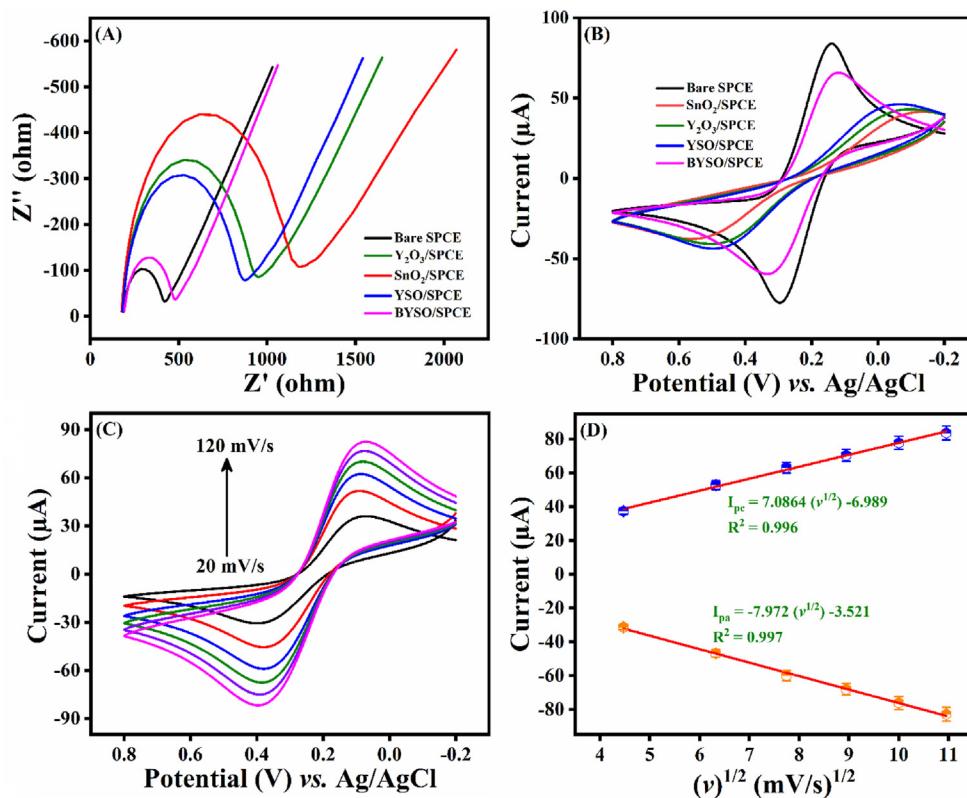 (A)
-600
-500
-400
-300
-200
-100
0
Z'' (ohm)
Bare SPCE
Y₂O₃/SPCE
SnO₂/SPCE
YSO/SPCE
BYSO/SPCE
0 500 1000 1500 2000
Z' (ohm)
(B)
100
50
0
-50
-100
Current (µA)
Bare SPCE
SnO₂/SPCE
Y₂O₃/SPCE
YSO/SPCE
BYSO/SPCE
0.8 0.6 0.4 0.2 0.0 -0.2
Potential (V) vs. Ag/AgCl
(C)
90
60
30
0
-30
-60
-90
Current (µA)
120 mV/s
20 mV/s
0.8 0.6 0.4 0.2 0.0 -0.2
Potential (V) vs. Ag/AgCl
(D)
80
60
40
20
0
-20
-40
-60
-80
Current (µA)
I_pc = 7.0864 (ν^1/2) -6.989
R² = 0.996
I_pa = -7.972 (ν^1/2) -3.521
R² = 0.997
4 5 6 7 8 9 10 11
(ν)^1/2 (mV/s)^1/2